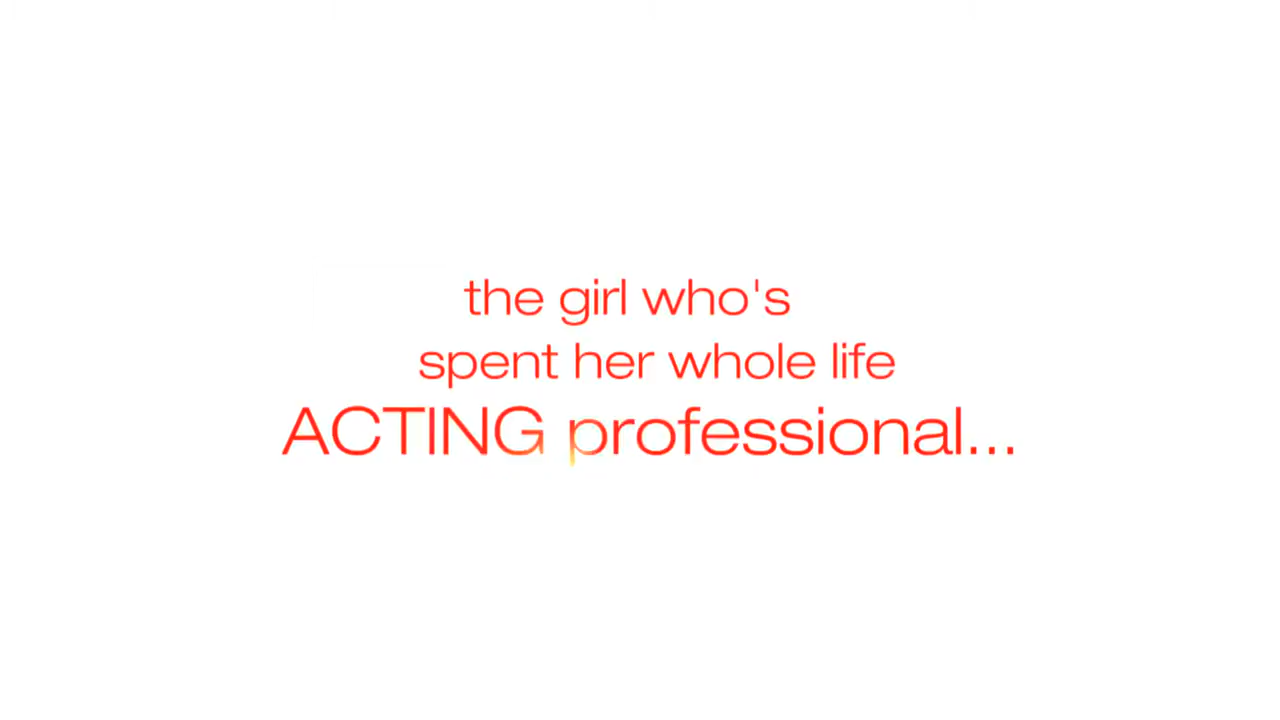 the girl who's
spent her whole life
ACTING professional...